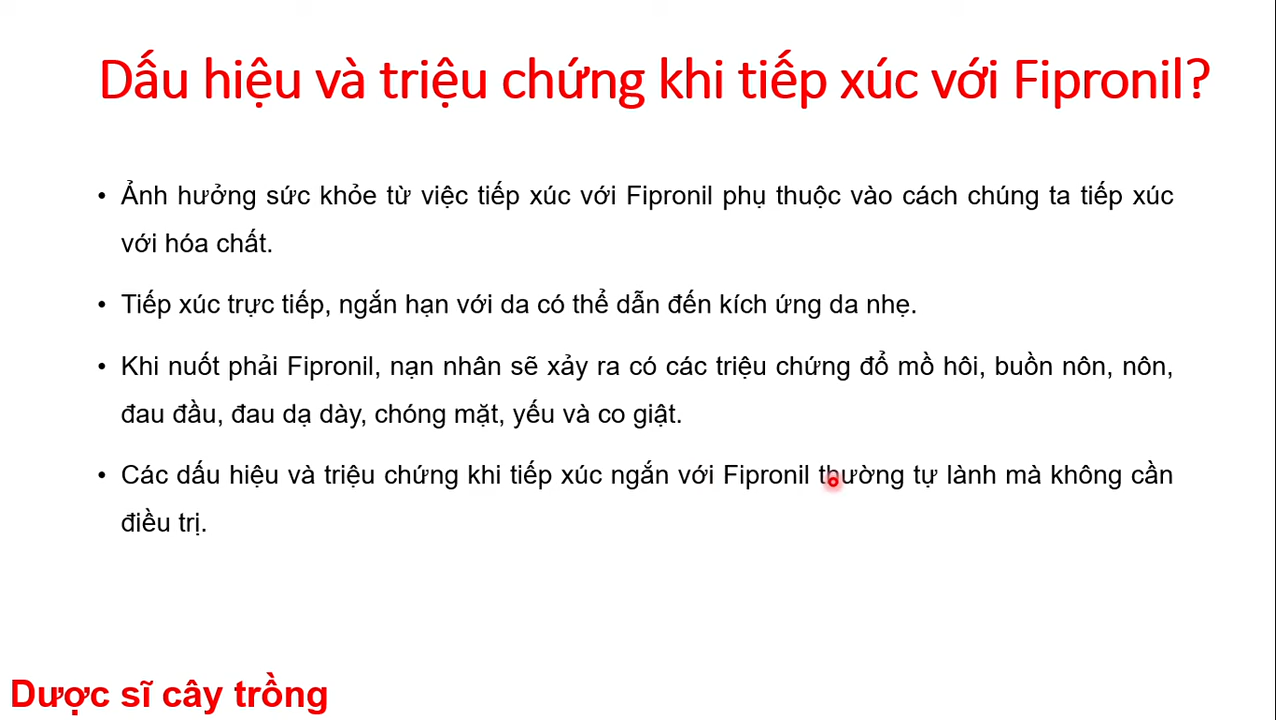 Dấu hiệu và triệu chứng khi tiếp xúc với Fipronil?
• Ảnh hưởng sức khỏe từ việc tiếp xúc với Fipronil phụ thuộc vào cách chúng ta tiếp xúc
với hóa chất.
• Tiếp xúc trực tiếp, ngắn hạn với da có thể dẫn đến kích ứng da nhẹ.
• Khi nuốt phải Fipronil, nạn nhân sẽ xảy ra có các triệu chứng đổ mồ hôi, buồn nôn, nôn,
đau đầu, đau dạ dày, chóng mặt, yếu và co giật.
• Các dấu hiệu và triệu chứng khi tiếp xúc ngắn với Fipronil thường tự lành mà không cần
điều trị.
Dược sĩ cây trồng